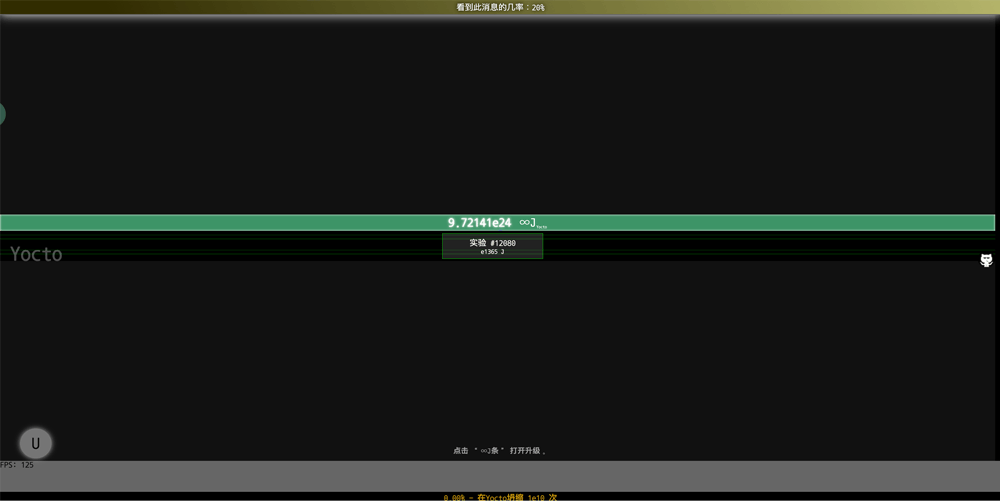 看到此消息的几率：20%
9.72141e24 ∞J Yocto
实验 #12080
e1365 J
Yocto
点击 "∞J条" 打开升级。
U
FPS: 125
0.00% - 在Yocto坍缩 1e10 次